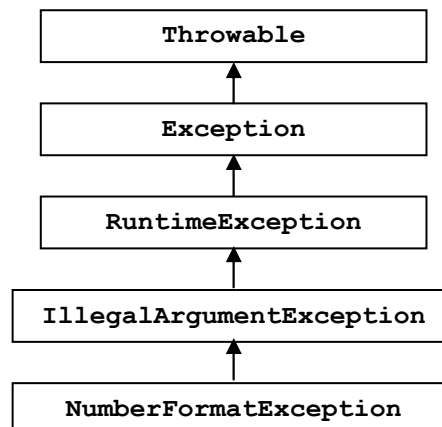 Throwable
Exception
RuntimeException
IllegalArgumentException
NumberFormatException